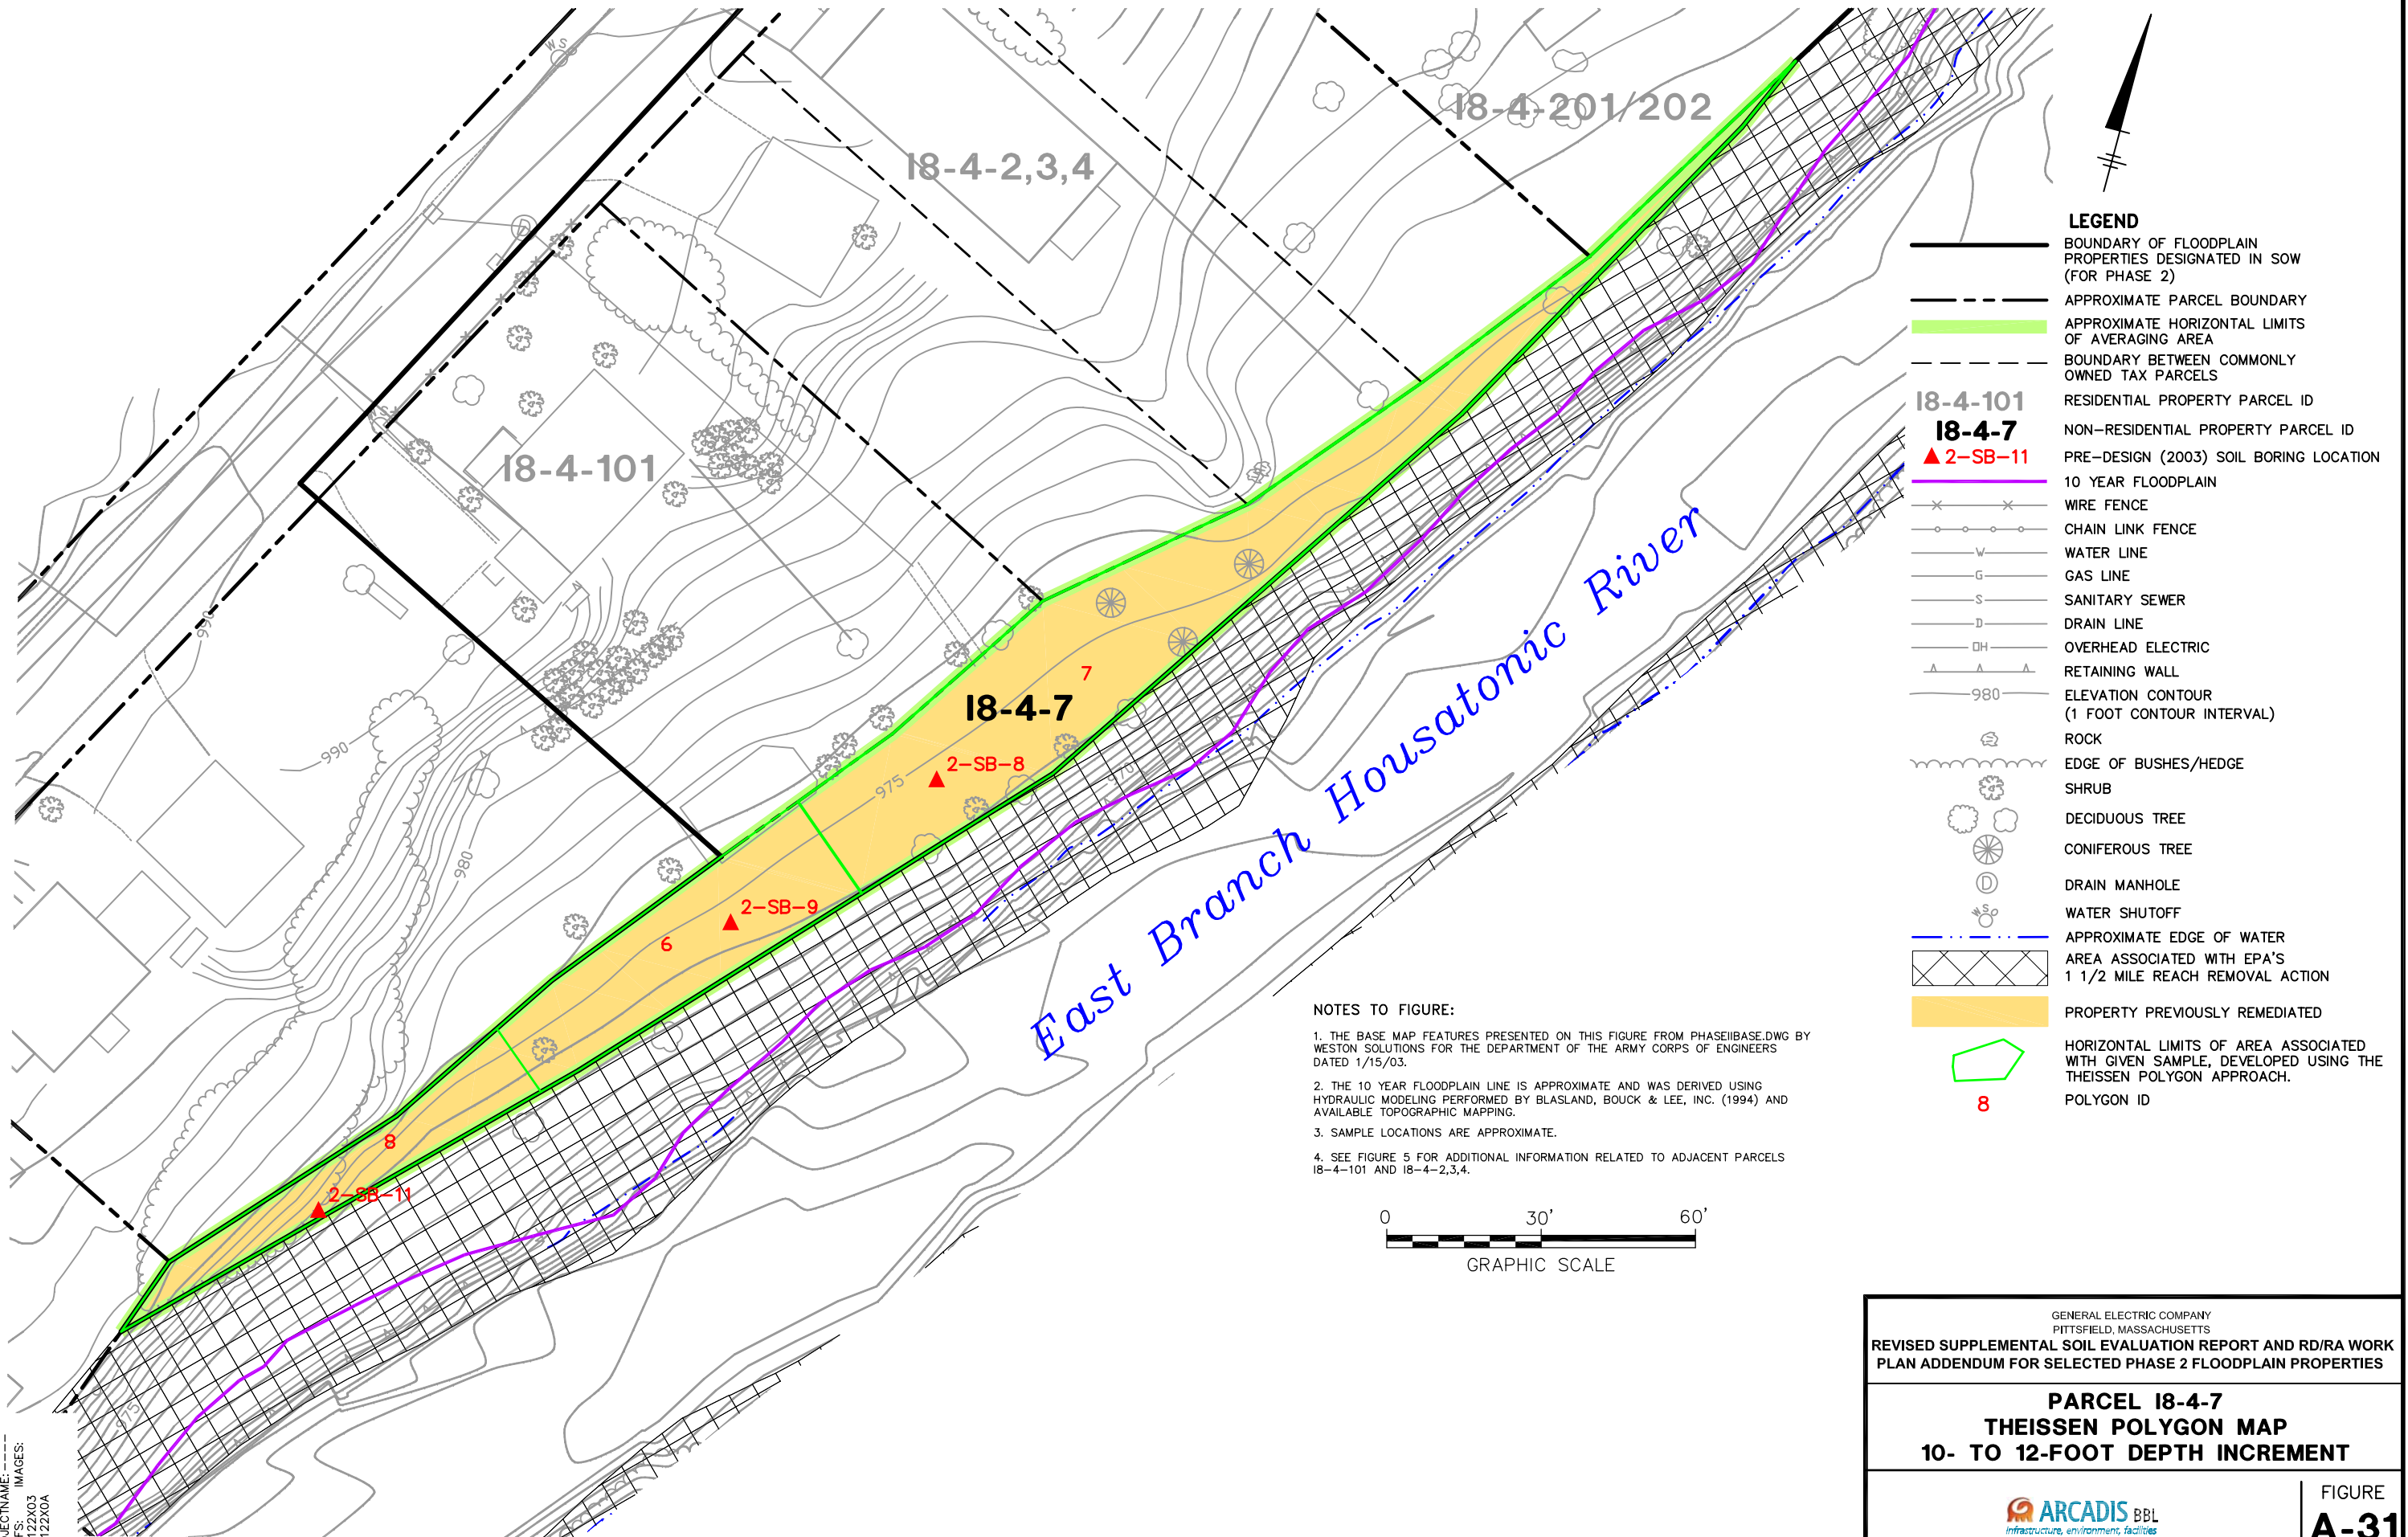 WS
I8-4-201/202
I8-4-2,3,4
D
WS
I8-4-101
990
990
980
7
I8-4-7
2-SB-8
975
970
2-SB-9
6
8
2-SB-11
975
East Branch Housatonic River
LEGEND
BOUNDARY OF FLOODPLAIN
PROPERTIES DESIGNATED IN SOW
(FOR PHASE 2)
APPROXIMATE PARCEL BOUNDARY
APPROXIMATE HORIZONTAL LIMITS
OF AVERAGING AREA
BOUNDARY BETWEEN COMMONLY
OWNED TAX PARCELS
I8-4-101 RESIDENTIAL PROPERTY PARCEL ID
I8-4-7 NON-RESIDENTIAL PROPERTY PARCEL ID
2-SB-11 PRE-DESIGN (2003) SOIL BORING LOCATION
10 YEAR FLOODPLAIN
WIRE FENCE
CHAIN LINK FENCE
W WATER LINE
G GAS LINE
S SANITARY SEWER
D DRAIN LINE
OH OVERHEAD ELECTRIC
RETAINING WALL
980 ELEVATION CONTOUR
(1 FOOT CONTOUR INTERVAL)
ROCK
EDGE OF BUSHES/HEDGE
SHRUB
DECIDUOUS TREE
CONIFEROUS TREE
D DRAIN MANHOLE
WSO WATER SHUTOFF
APPROXIMATE EDGE OF WATER
AREA ASSOCIATED WITH EPA'S
1 1/2 MILE REACH REMOVAL ACTION
PROPERTY PREVIOUSLY REMEDIATED
HORIZONTAL LIMITS OF AREA ASSOCIATED
WITH GIVEN SAMPLE, DEVELOPED USING THE
THEISSEN POLYGON APPROACH.
8 POLYGON ID
NOTES TO FIGURE:
1. THE BASE MAP FEATURES PRESENTED ON THIS FIGURE FROM PHASEIIBASE.DWG BY
WESTON SOLUTIONS FOR THE DEPARTMENT OF THE ARMY CORPS OF ENGINEERS
DATED 1/15/03.
2. THE 10 YEAR FLOODPLAIN LINE IS APPROXIMATE AND WAS DERIVED USING
HYDRAULIC MODELING PERFORMED BY BLASLAND, BOUCK & LEE, INC. (1994) AND
AVAILABLE TOPOGRAPHIC MAPPING.
3. SAMPLE LOCATIONS ARE APPROXIMATE.
4. SEE FIGURE 5 FOR ADDITIONAL INFORMATION RELATED TO ADJACENT PARCELS
I8-4-101 AND I8-4-2,3,4.
0 30' 60'
GRAPHIC SCALE
GENERAL ELECTRIC COMPANY
PITTSFIELD, MASSACHUSETTS
REVISED SUPPLEMENTAL SOIL EVALUATION REPORT AND RD/RA WORK
PLAN ADDENDUM FOR SELECTED PHASE 2 FLOODPLAIN PROPERTIES
PARCEL I8-4-7
THEISSEN POLYGON MAP
10- TO 12-FOOT DEPTH INCREMENT
ARCADIS BBL
Infrastructure, environment, facilities
FIGURE
A-31
JECTNAME: ----
FS: IMAGES:
122X03
122X0A